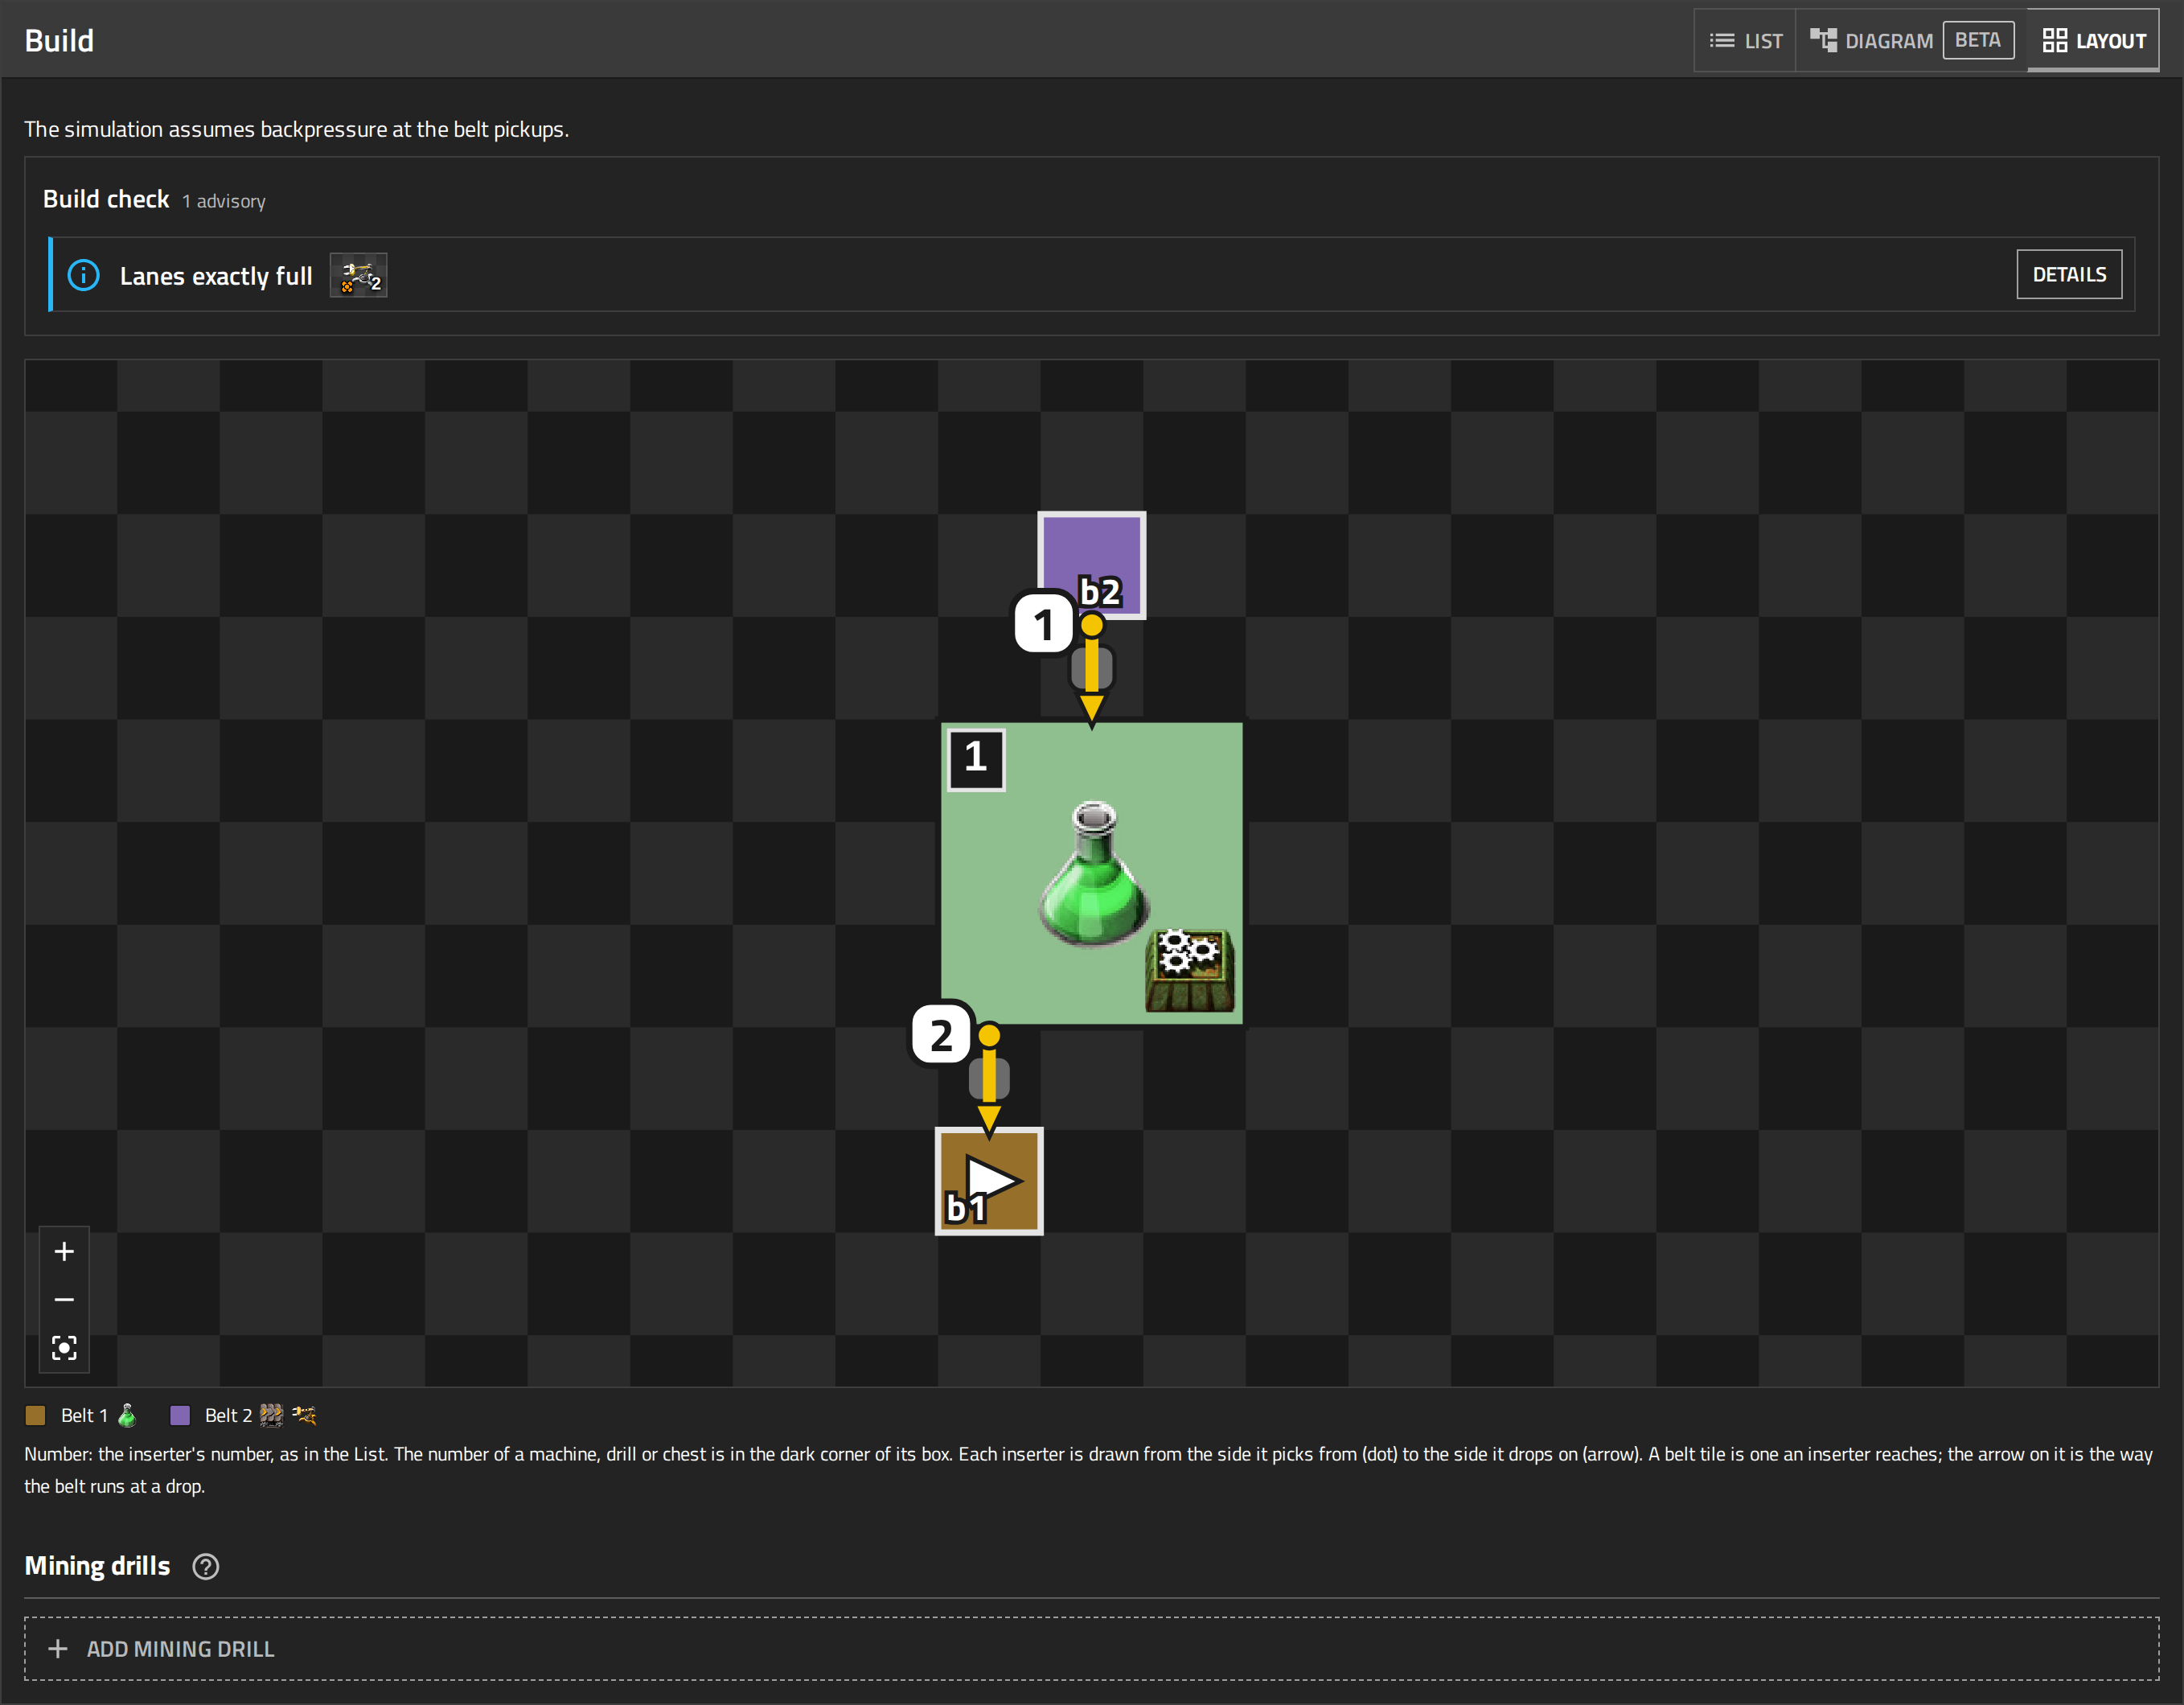 Build
LIST
DIAGRAM BETA
LAYOUT
The simulation assumes backpressure at the belt pickups.
Build check 1 advisory
Lanes exactly full
2
DETAILS
b2
1
1
2
b1
Belt 1
Belt 2
Number: the inserter's number, as in the List. The number of a machine, drill or chest is in the dark corner of its box. Each inserter is drawn from the side it picks from (dot) to the side it drops on (arrow). A belt tile is one an inserter reaches; the arrow on it is the way
the belt runs at a drop.
Mining drills
ADD MINING DRILL